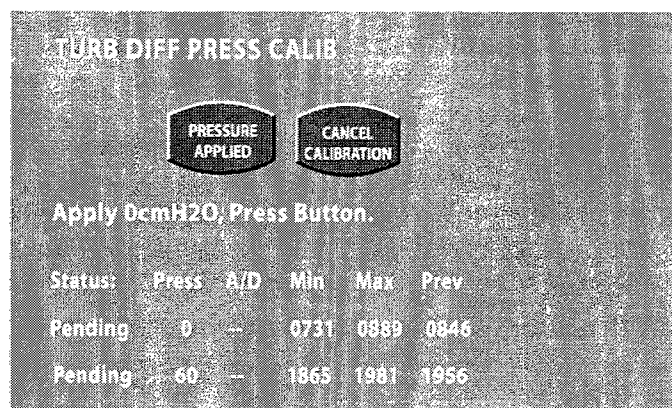 TURB DIFF PRESS CALIB
PRESSURE APPLIED
CANCEL CALIBRATION
Apply 0cmH2O, Press Button.
Status: Press A/D Min Max Prev
Pending 0 -- 0731 0889 0846
Pending 60 -- 1865 1981 1956